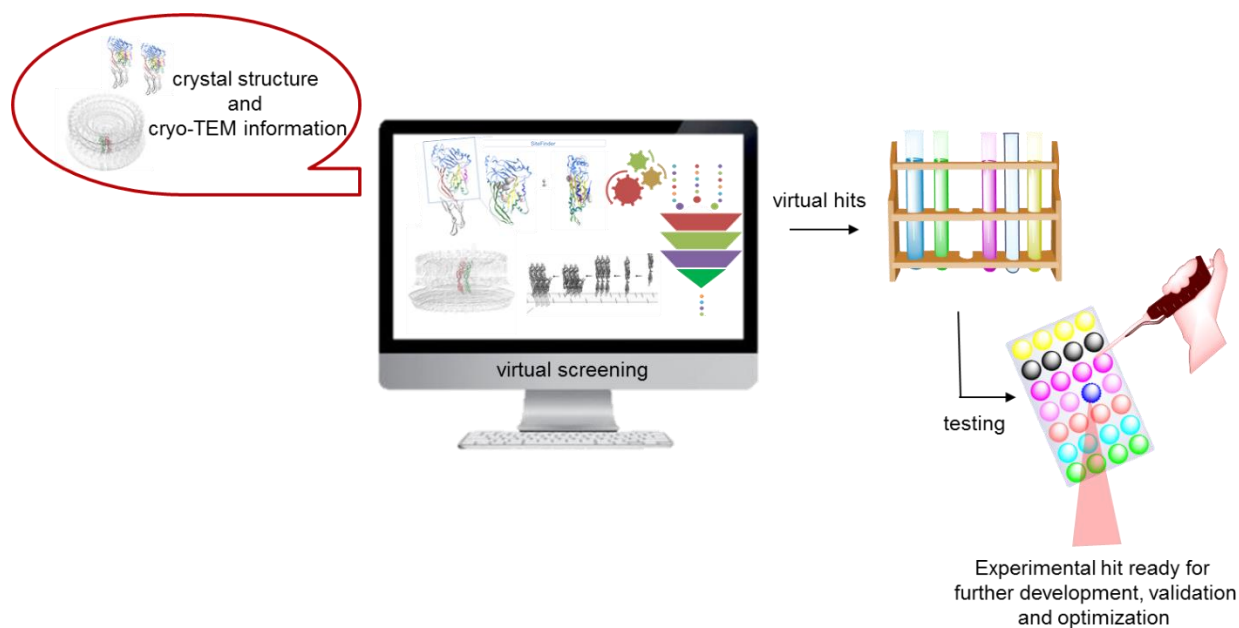 crystal structure
and
cryo-TEM information
SiteFinder
virtual screening
virtual hits
testing
Experimental hit ready for
further development, validation
and optimization